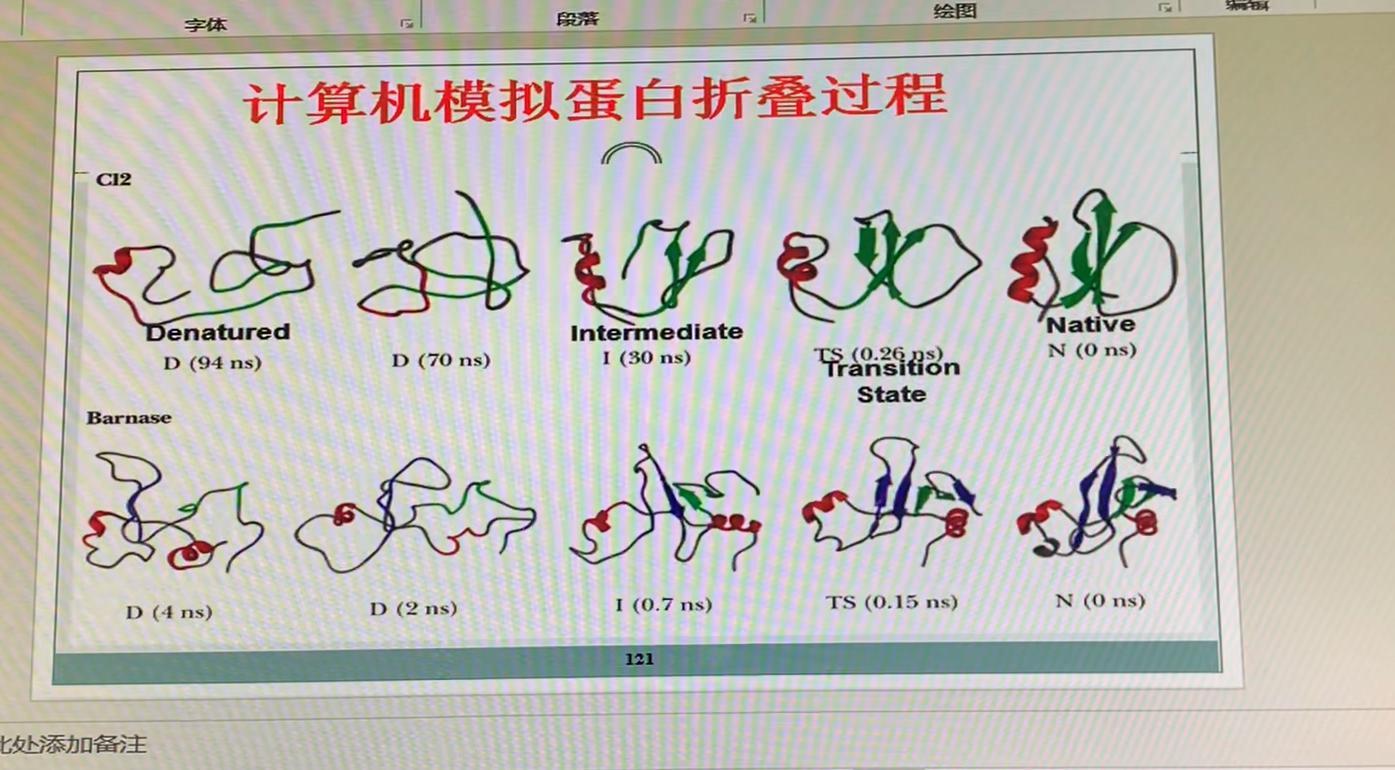 字体
段落
绘图
编辑
计算机模拟蛋白折叠过程
CI2
Denatured
Intermediate
Native
D (94 ns)
D (70 ns)
I (30 ns)
TS (0.26 ns)
N (0 ns)
Transition
State
Barnase
D (4 ns)
D (2 ns)
I (0.7 ns)
TS (0.15 ns)
N (0 ns)
121
此处添加备注